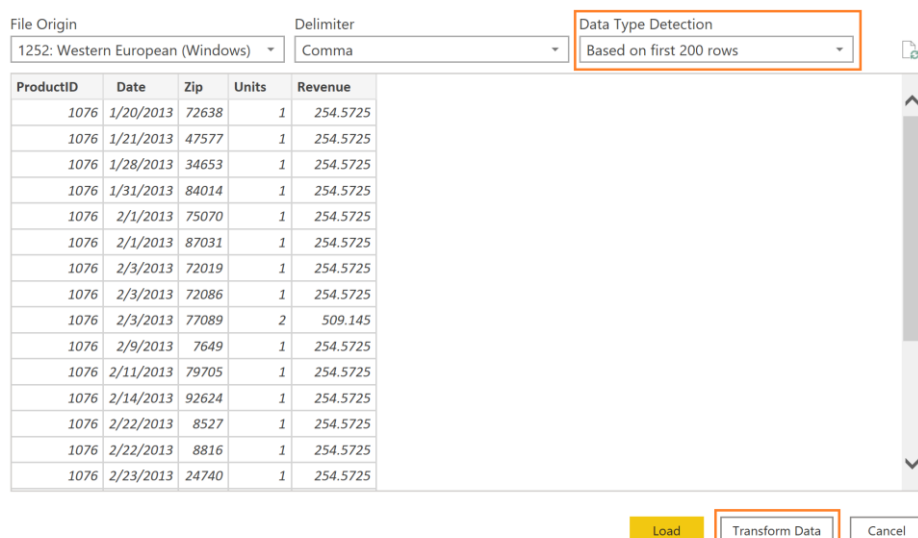 File Origin Delimiter Data Type Detection
1252: Western European (Windows) Comma Based on first 200 rows
ProductID Date Zip Units Revenue
1076 1/20/2013 72638 1 254.5725
1076 1/21/2013 47577 1 254.5725
1076 1/28/2013 34653 1 254.5725
1076 1/31/2013 84014 1 254.5725
1076 2/1/2013 75070 1 254.5725
1076 2/1/2013 87031 1 254.5725
1076 2/3/2013 72019 1 254.5725
1076 2/3/2013 72086 1 254.5725
1076 2/3/2013 77089 2 509.145
1076 2/9/2013 7649 1 254.5725
1076 2/11/2013 79705 1 254.5725
1076 2/14/2013 92624 1 254.5725
1076 2/22/2013 8527 1 254.5725
1076 2/22/2013 8816 1 254.5725
1076 2/23/2013 24740 1 254.5725
Load Transform Data Cancel